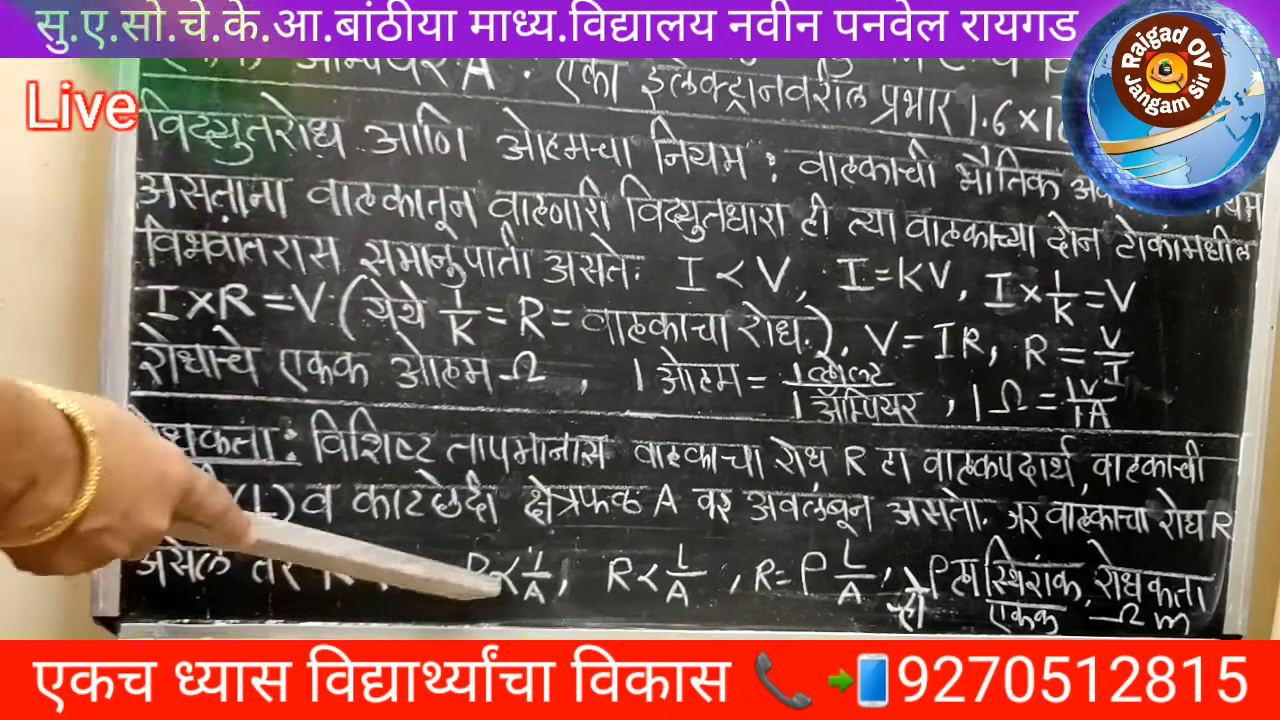 सु.ए.सो.चे.के.आ.बांठीया माध्य.विद्यालय नवीन पनवेल रायगड
Raigad OV
Jangam Sir
Live
A . एका इलेक्ट्रॉनवरील प्रभार 1.6×1
विद्युतरोध आणि ओहमचा नियम : वाहकाची भौतिक
असतांना वाहकातून वाहणारी विद्युतधारा ही त्या वाहकाच्या दोन टोकांमधील
विभवांतरास समानुपाती असते. I < V, I=KV, I×1/K=V
I×R=V (येथे 1/K=R=वाहकाचा रोध.). V=IR, R=V/I
रोधाचे एकक ओहम Ω , 1 ओहम = 1 व्होल्ट/1 ॲम्पियर , 1Ω=1V/1A
विशिष्ट तापमानास वाहकाचा रोध R हा वाहकपदार्थ, वाहकाची
(L) व काटछेदी क्षेत्रफळ A वर अवलंबून असतो. जर वाहकाचा रोध R
असेल तर R<1/A, R<L/A , R=ρ L/A , ρ हा स्थिरांक, रोधकता
ही एकक Ωm
एकच ध्यास विद्यार्थ्यांचा विकास 9270512815